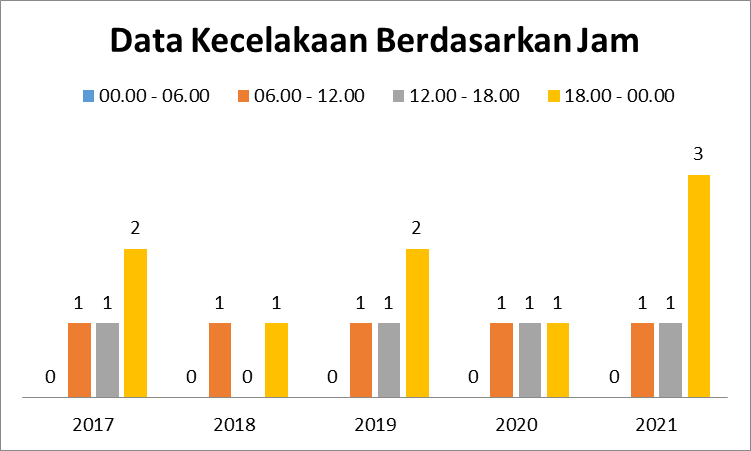 Data Kecelakaan Berdasarkan Jam
00.00 - 06.00 06.00 - 12.00 12.00 - 18.00 18.00 - 00.00
3
2 2
1 1 1 1 1 1 1 1 1 1 1
0 0 0 0 0 0
2017 2018 2019 2020 2021